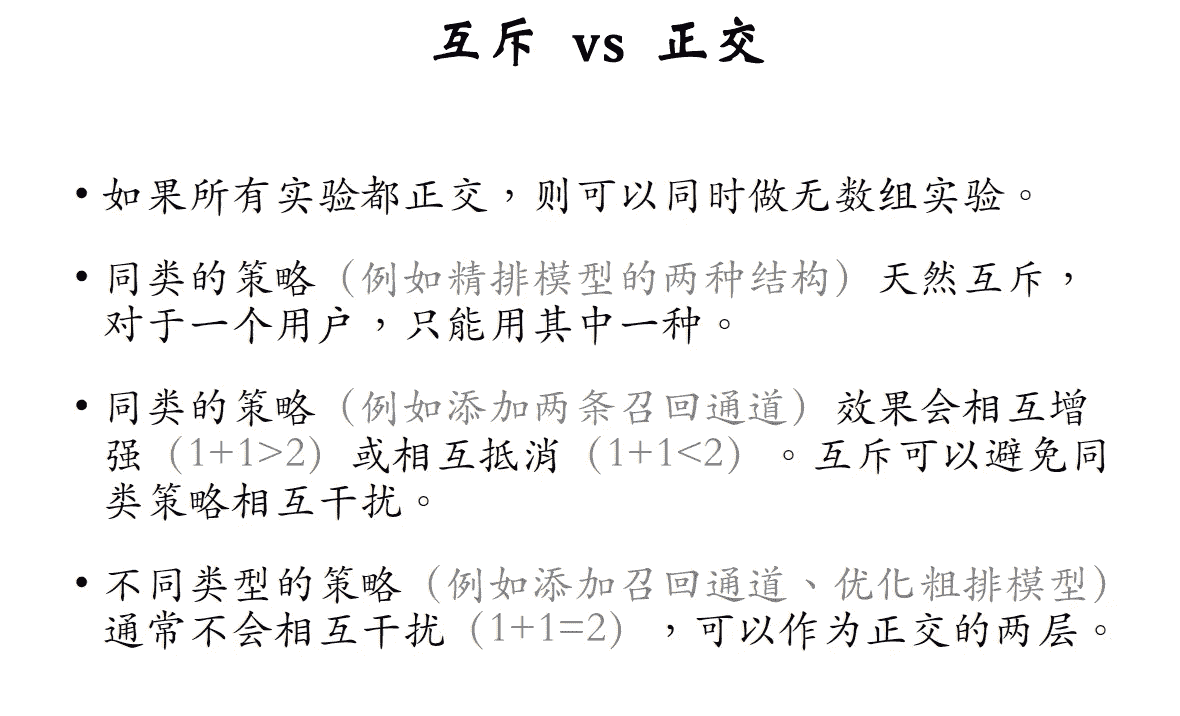 互斥 vs 正交
• 如果所有实验都正交，则可以同时做无数组实验。
• 同类的策略（例如精排模型的两种结构）天然互斥，
对于一个用户，只能用其中一种。
• 同类的策略（例如添加两条召回通道）效果会相互增
强（1+1>2）或相互抵消（1+1<2）。互斥可以避免同
类策略相互干扰。
• 不同类型的策略（例如添加召回通道、优化粗排模型）
通常不会相互干扰（1+1=2），可以作为正交的两层。